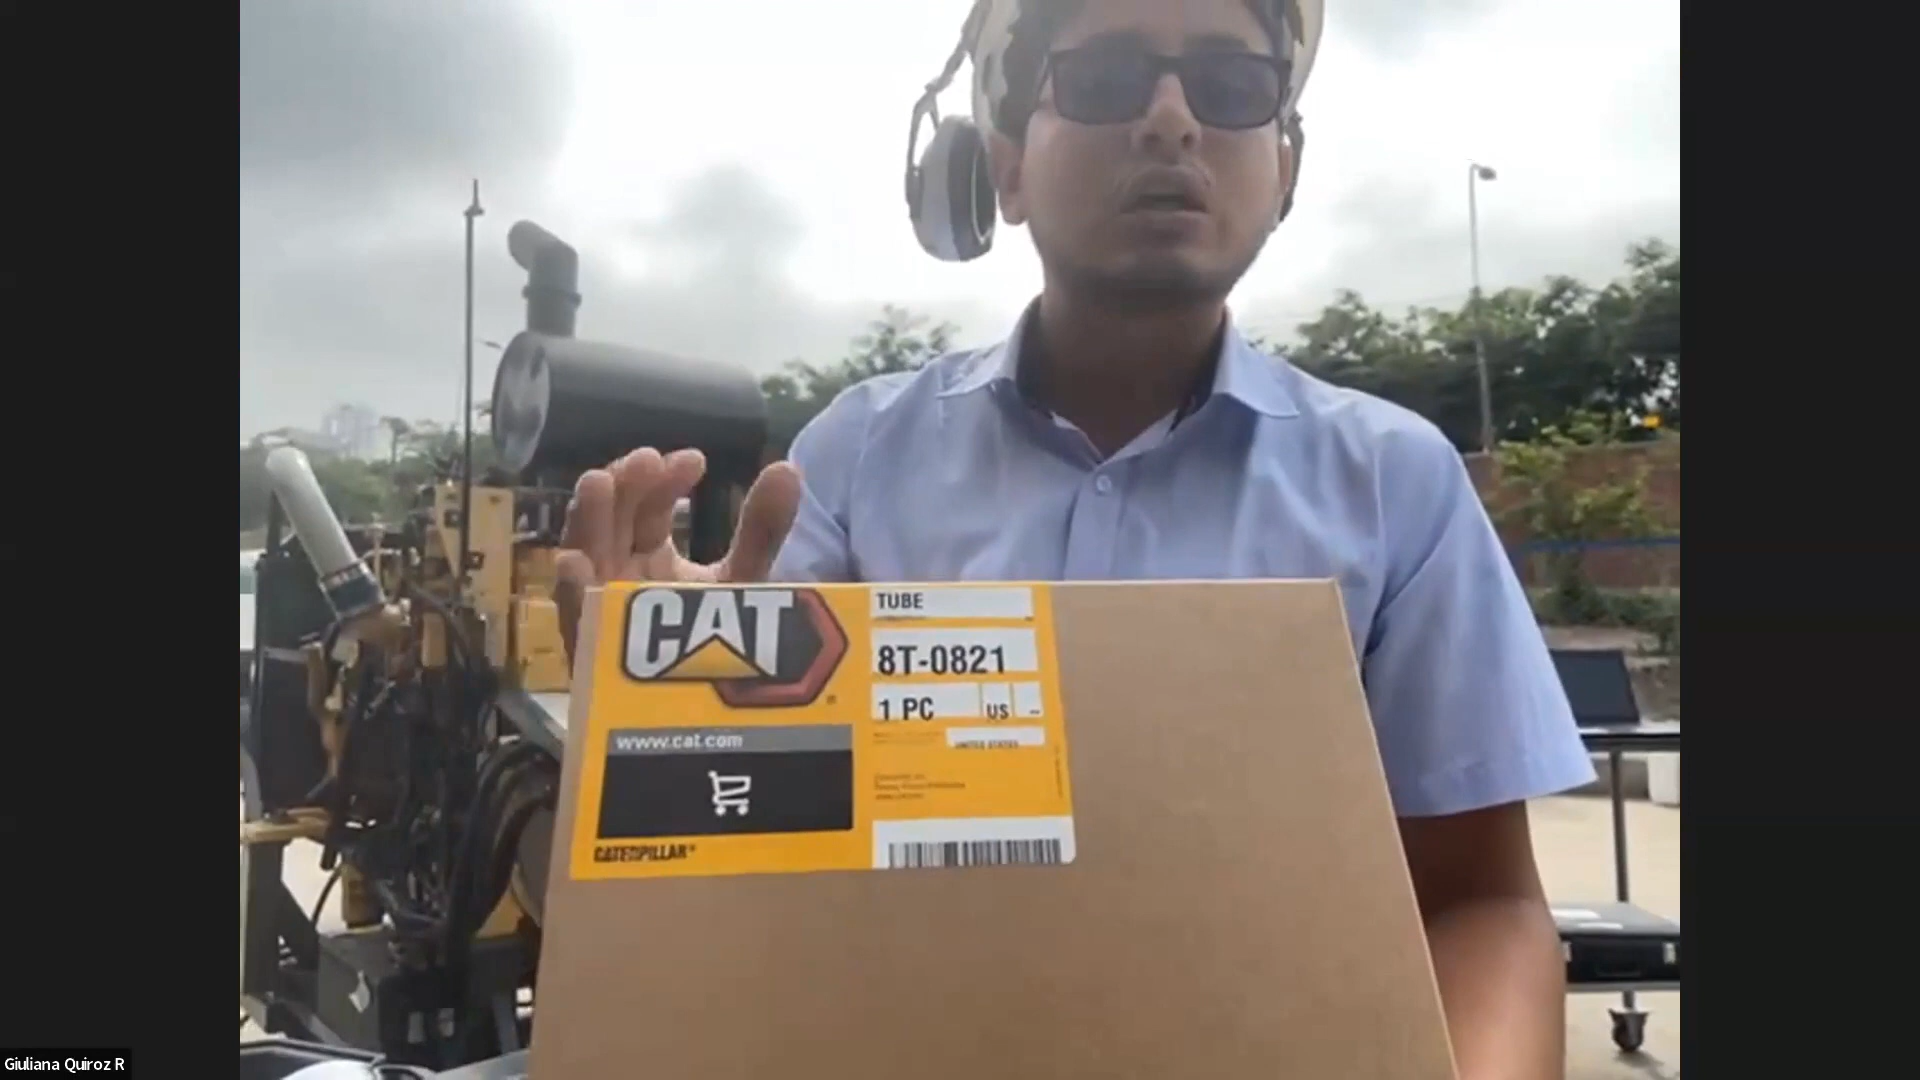 CAT
TUBE
8T-0821
1 PC US --
UNITED STATES
www.cat.com
CATERPILLAR®
Giuliana Quiroz R